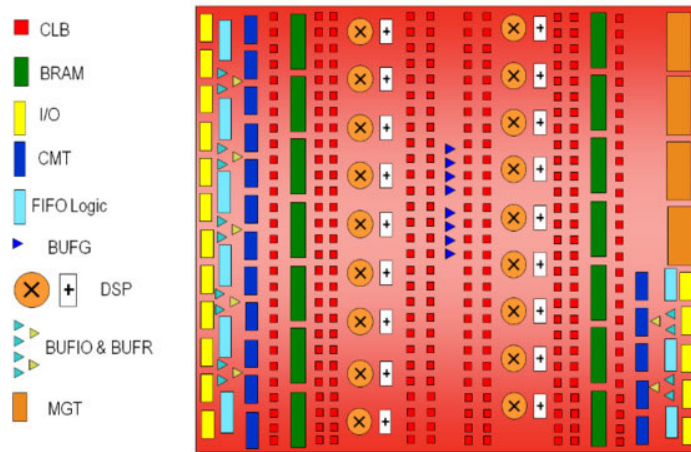 CLB
BRAM
I/O
CMT
FIFO Logic
BUFG
DSP
BUFIO & BUFR
MGT